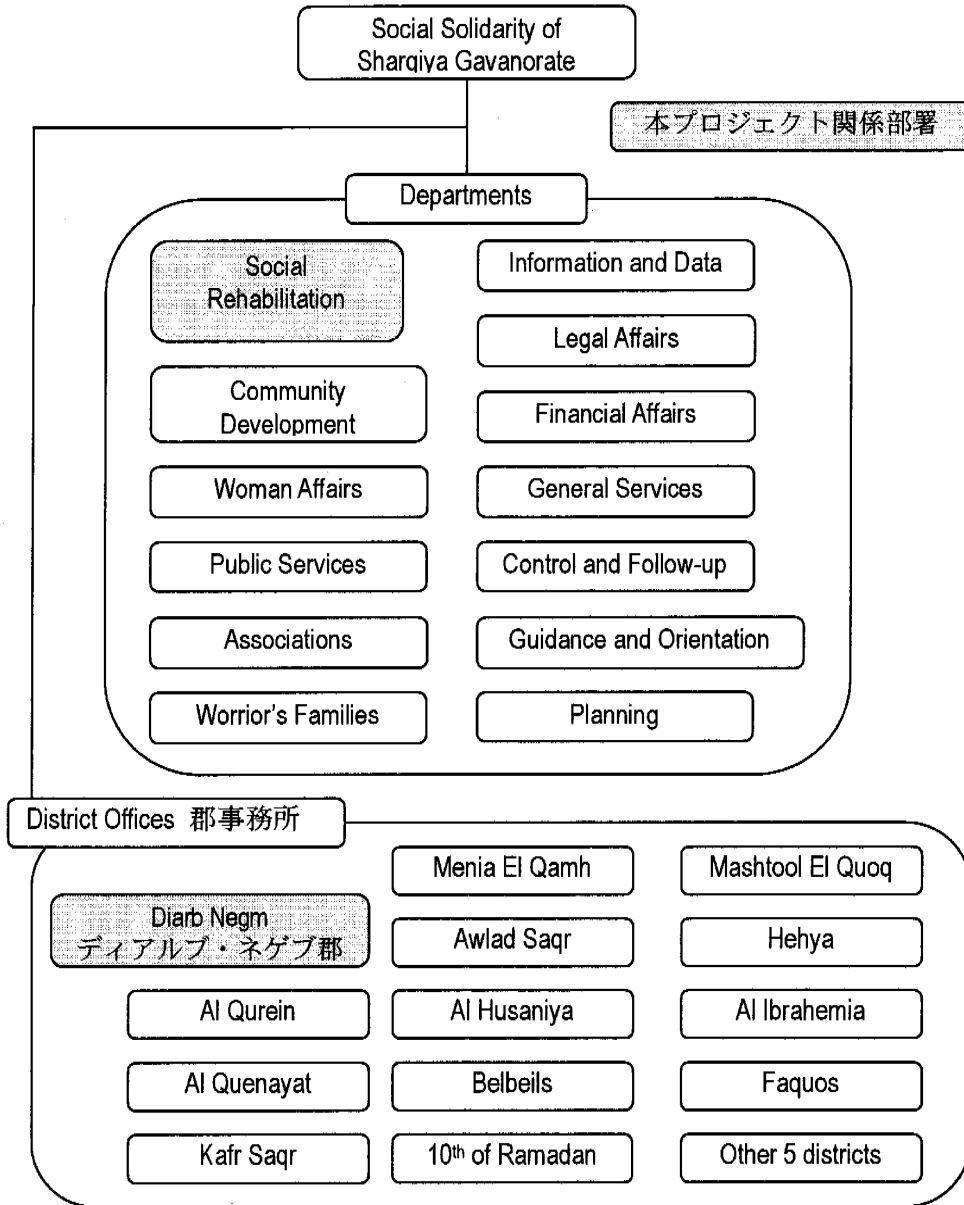 Social Solidarity of
Sharqiya Gavanorate
本プロジェクト関係部署
Departments
Social
Rehabilitation
Community
Development
Woman Affairs
Public Services
Associations
Worrior's Families
Information and Data
Legal Affairs
Financial Affairs
General Services
Control and Follow-up
Guidance and Orientation
Planning
District Offices 郡事務所
Diarb Negm
ディアルブ・ネゲブ郡
Al Qurein
Al Quenayat
Kafr Saqr
Menia El Qamh
Awlad Saqr
Al Husaniya
Belbeils
10th of Ramadan
Mashtool El Quoq
Hehya
Al Ibrahemia
Faquos
Other 5 districts